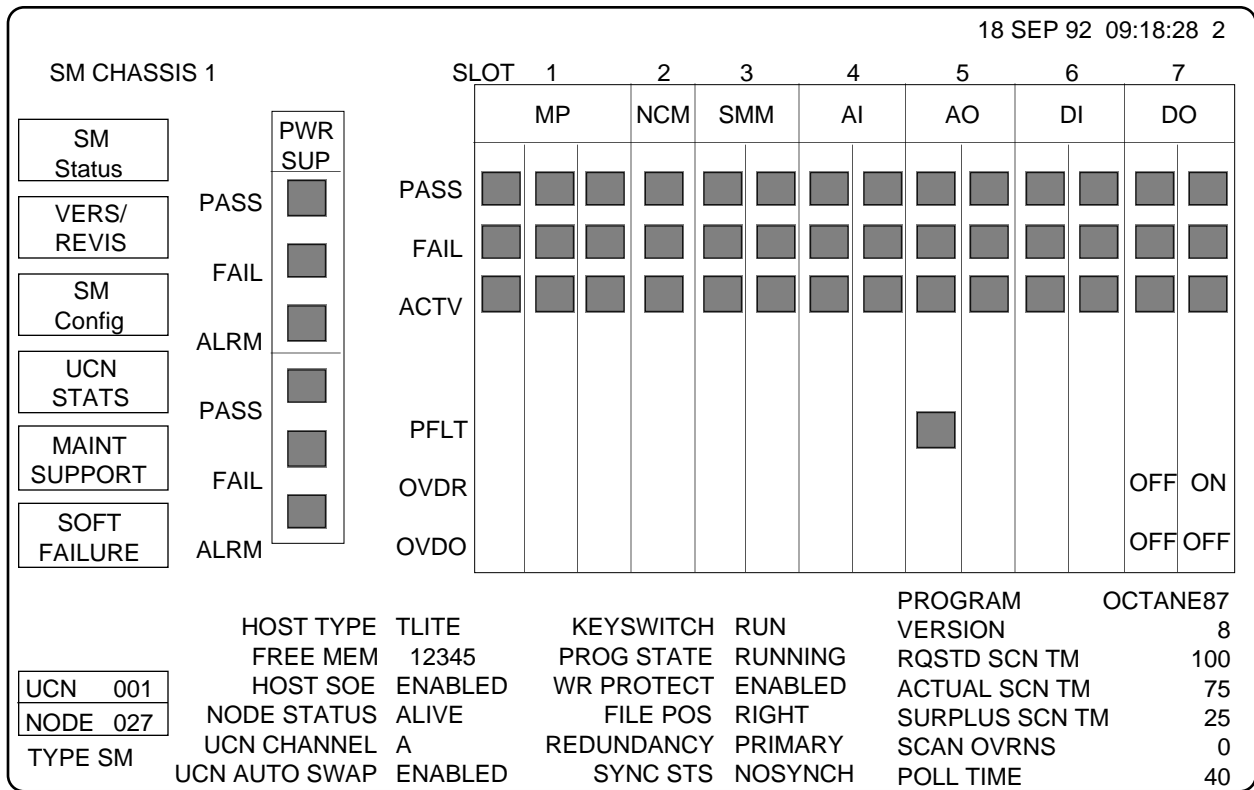 18 SEP 92 09:18:28 2
SM CHASSIS 1
SLOT 1 2 3 4 5 6 7
MP NCM SMM AI AO DI DO
SM
Status
VERS/
REVIS
SM
Config
UCN
STATS
MAINT
SUPPORT
SOFT
FAILURE
PWR
SUP
PASS
FAIL
ALRM
PASS
FAIL
ALRM
PASS
FAIL
ACTV
PFLT
OVDR OFF ON
OVDO OFF OFF
UCN 001
NODE 027
TYPE SM
HOST TYPE TLITE
FREE MEM 12345
HOST SOE ENABLED
NODE STATUS ALIVE
UCN CHANNEL A
UCN AUTO SWAP ENABLED
KEYSWITCH RUN
PROG STATE RUNNING
WR PROTECT ENABLED
FILE POS RIGHT
REDUNDANCY PRIMARY
SYNC STS NOSYNCH
PROGRAM OCTANE87
VERSION 8
RQSTD SCN TM 100
ACTUAL SCN TM 75
SURPLUS SCN TM 25
SCAN OVRNS 0
POLL TIME 40